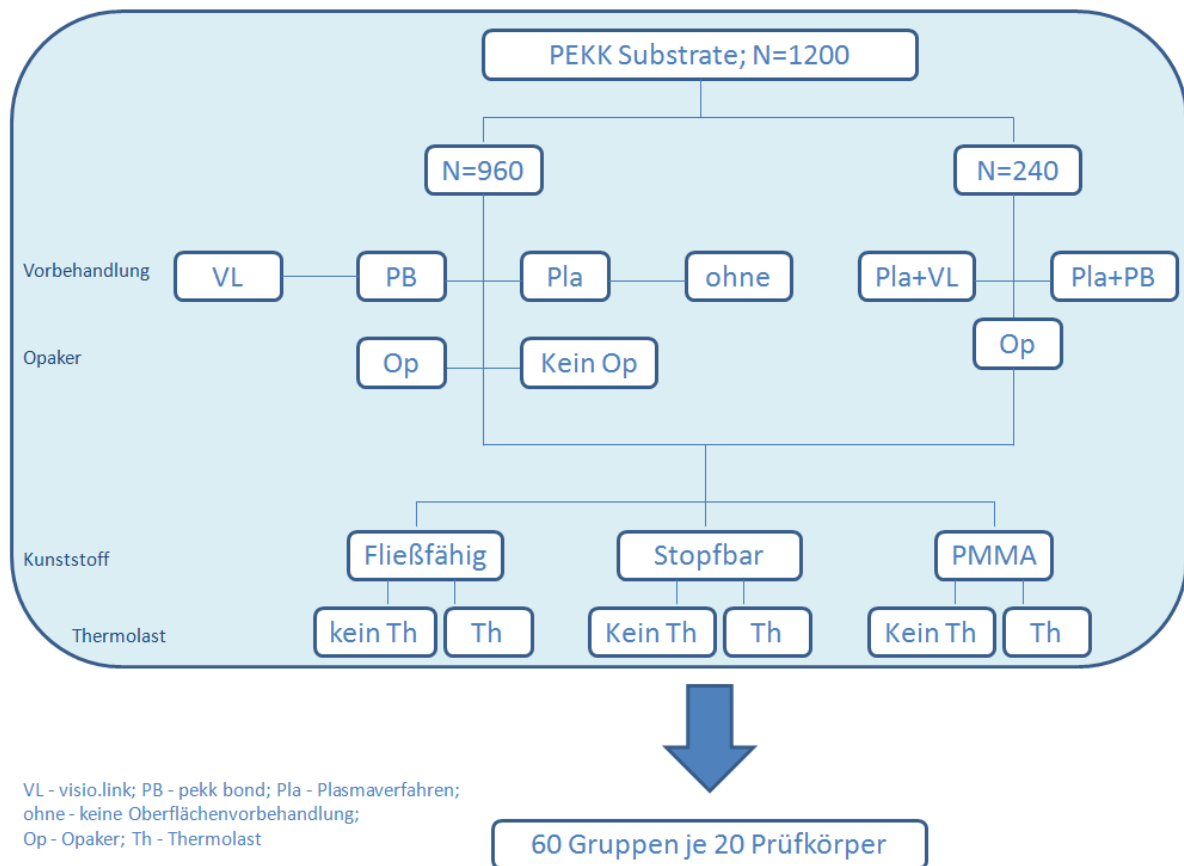 PEKK Substrate; N=1200
N=960
N=240
Vorbehandlung
VL
PB
Pla
ohne
Pla+VL
Pla+PB
Opaker
Op
Kein Op
Op
Kunststoff
Fließfähig
Stopfbar
PMMA
Thermolast
kein Th
Th
Kein Th
Th
Kein Th
Th
VL - visio.link; PB - pekk bond; Pla - Plasmaverfahren;
ohne - keine Oberflächenvorbehandlung;
Op - Opaker; Th - Thermolast
60 Gruppen je 20 Prüfkörper